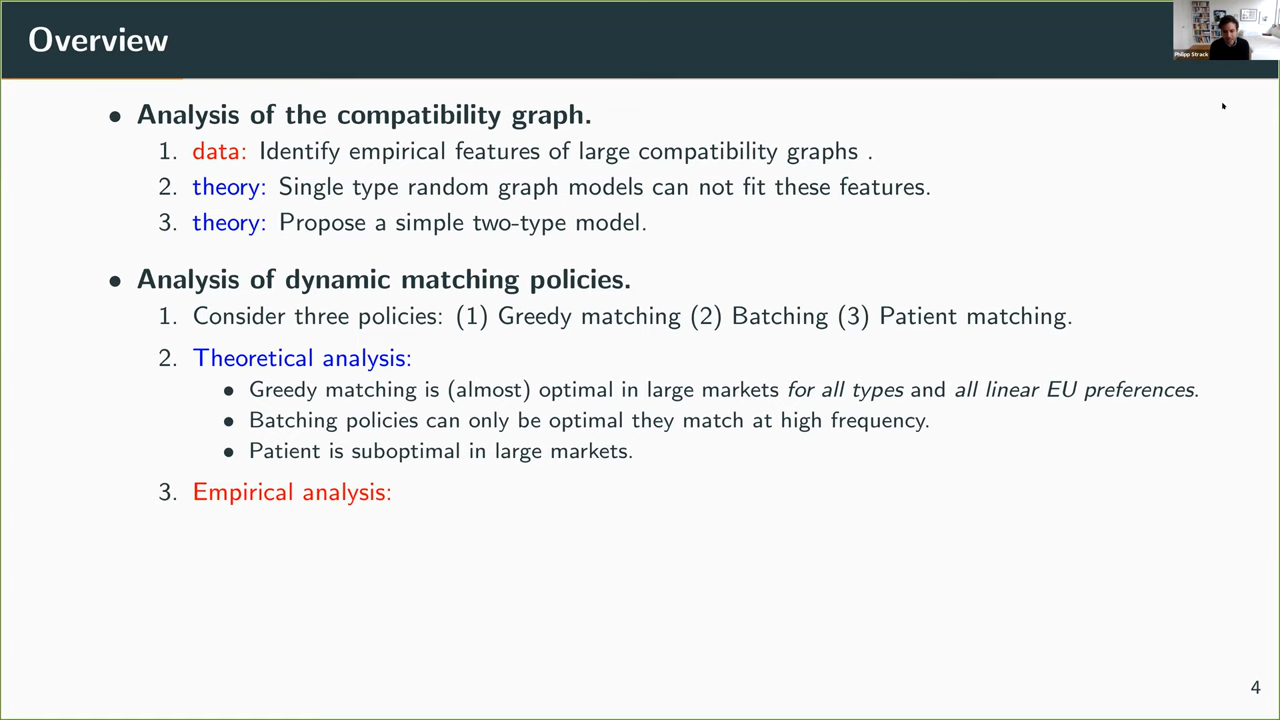 Overview
Philipp Strack
• Analysis of the compatibility graph.
1. data: Identify empirical features of large compatibility graphs .
2. theory: Single type random graph models can not fit these features.
3. theory: Propose a simple two-type model.
• Analysis of dynamic matching policies.
1. Consider three policies: (1) Greedy matching (2) Batching (3) Patient matching.
2. Theoretical analysis:
• Greedy matching is (almost) optimal in large markets for all types and all linear EU preferences.
• Batching policies can only be optimal they match at high frequency.
• Patient is suboptimal in large markets.
3. Empirical analysis:
4